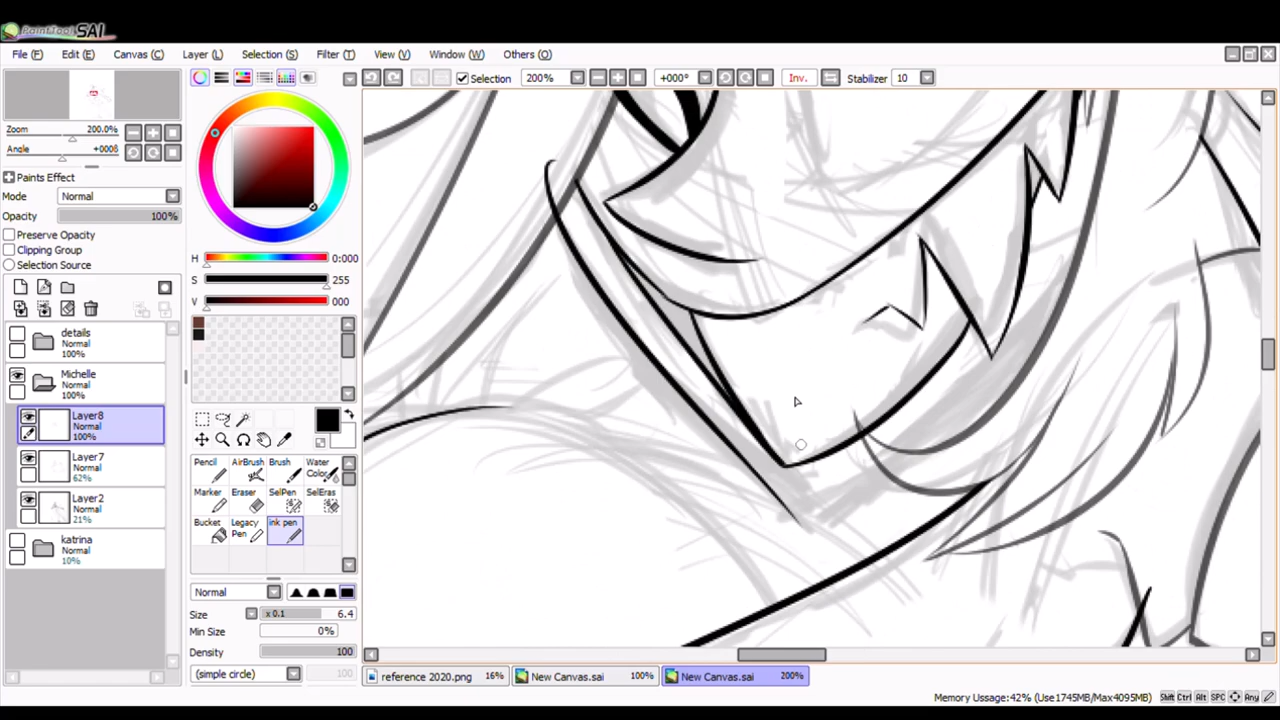 PaintTool SAI
File (F) Edit (E) Canvas (C) Layer (L) Selection (S) Filter (T) View (V) Window (W) Others (O)
Selection 200% +000° Inv. Stabilizer 10
Zoom 200.0%
Angle +000ß
Paints Effect
Mode Normal
Opacity 100%
Preserve Opacity
Clipping Group
Selection Source
details
100%
Michelle
100%
Layer8
Normal
100%
Layer7
Normal
62%
Layer2
Normal
21%
katrina
10%
H 0:000
S 255
V 000
Pencil AirBrush Brush Water Color
Marker Eraser SelPen SelEras
Bucket Legacy Pen ink pen
Normal
Size x 0.1 6.4
Min Size 0%
Density 100
(simple circle) 100
reference 2020.png 16% New Canvas.sai 100% New Canvas.sai 200%
Memory Ussage:42% (Use1745MB/Max4095MB) Shift Ctrl Alt SPC Any